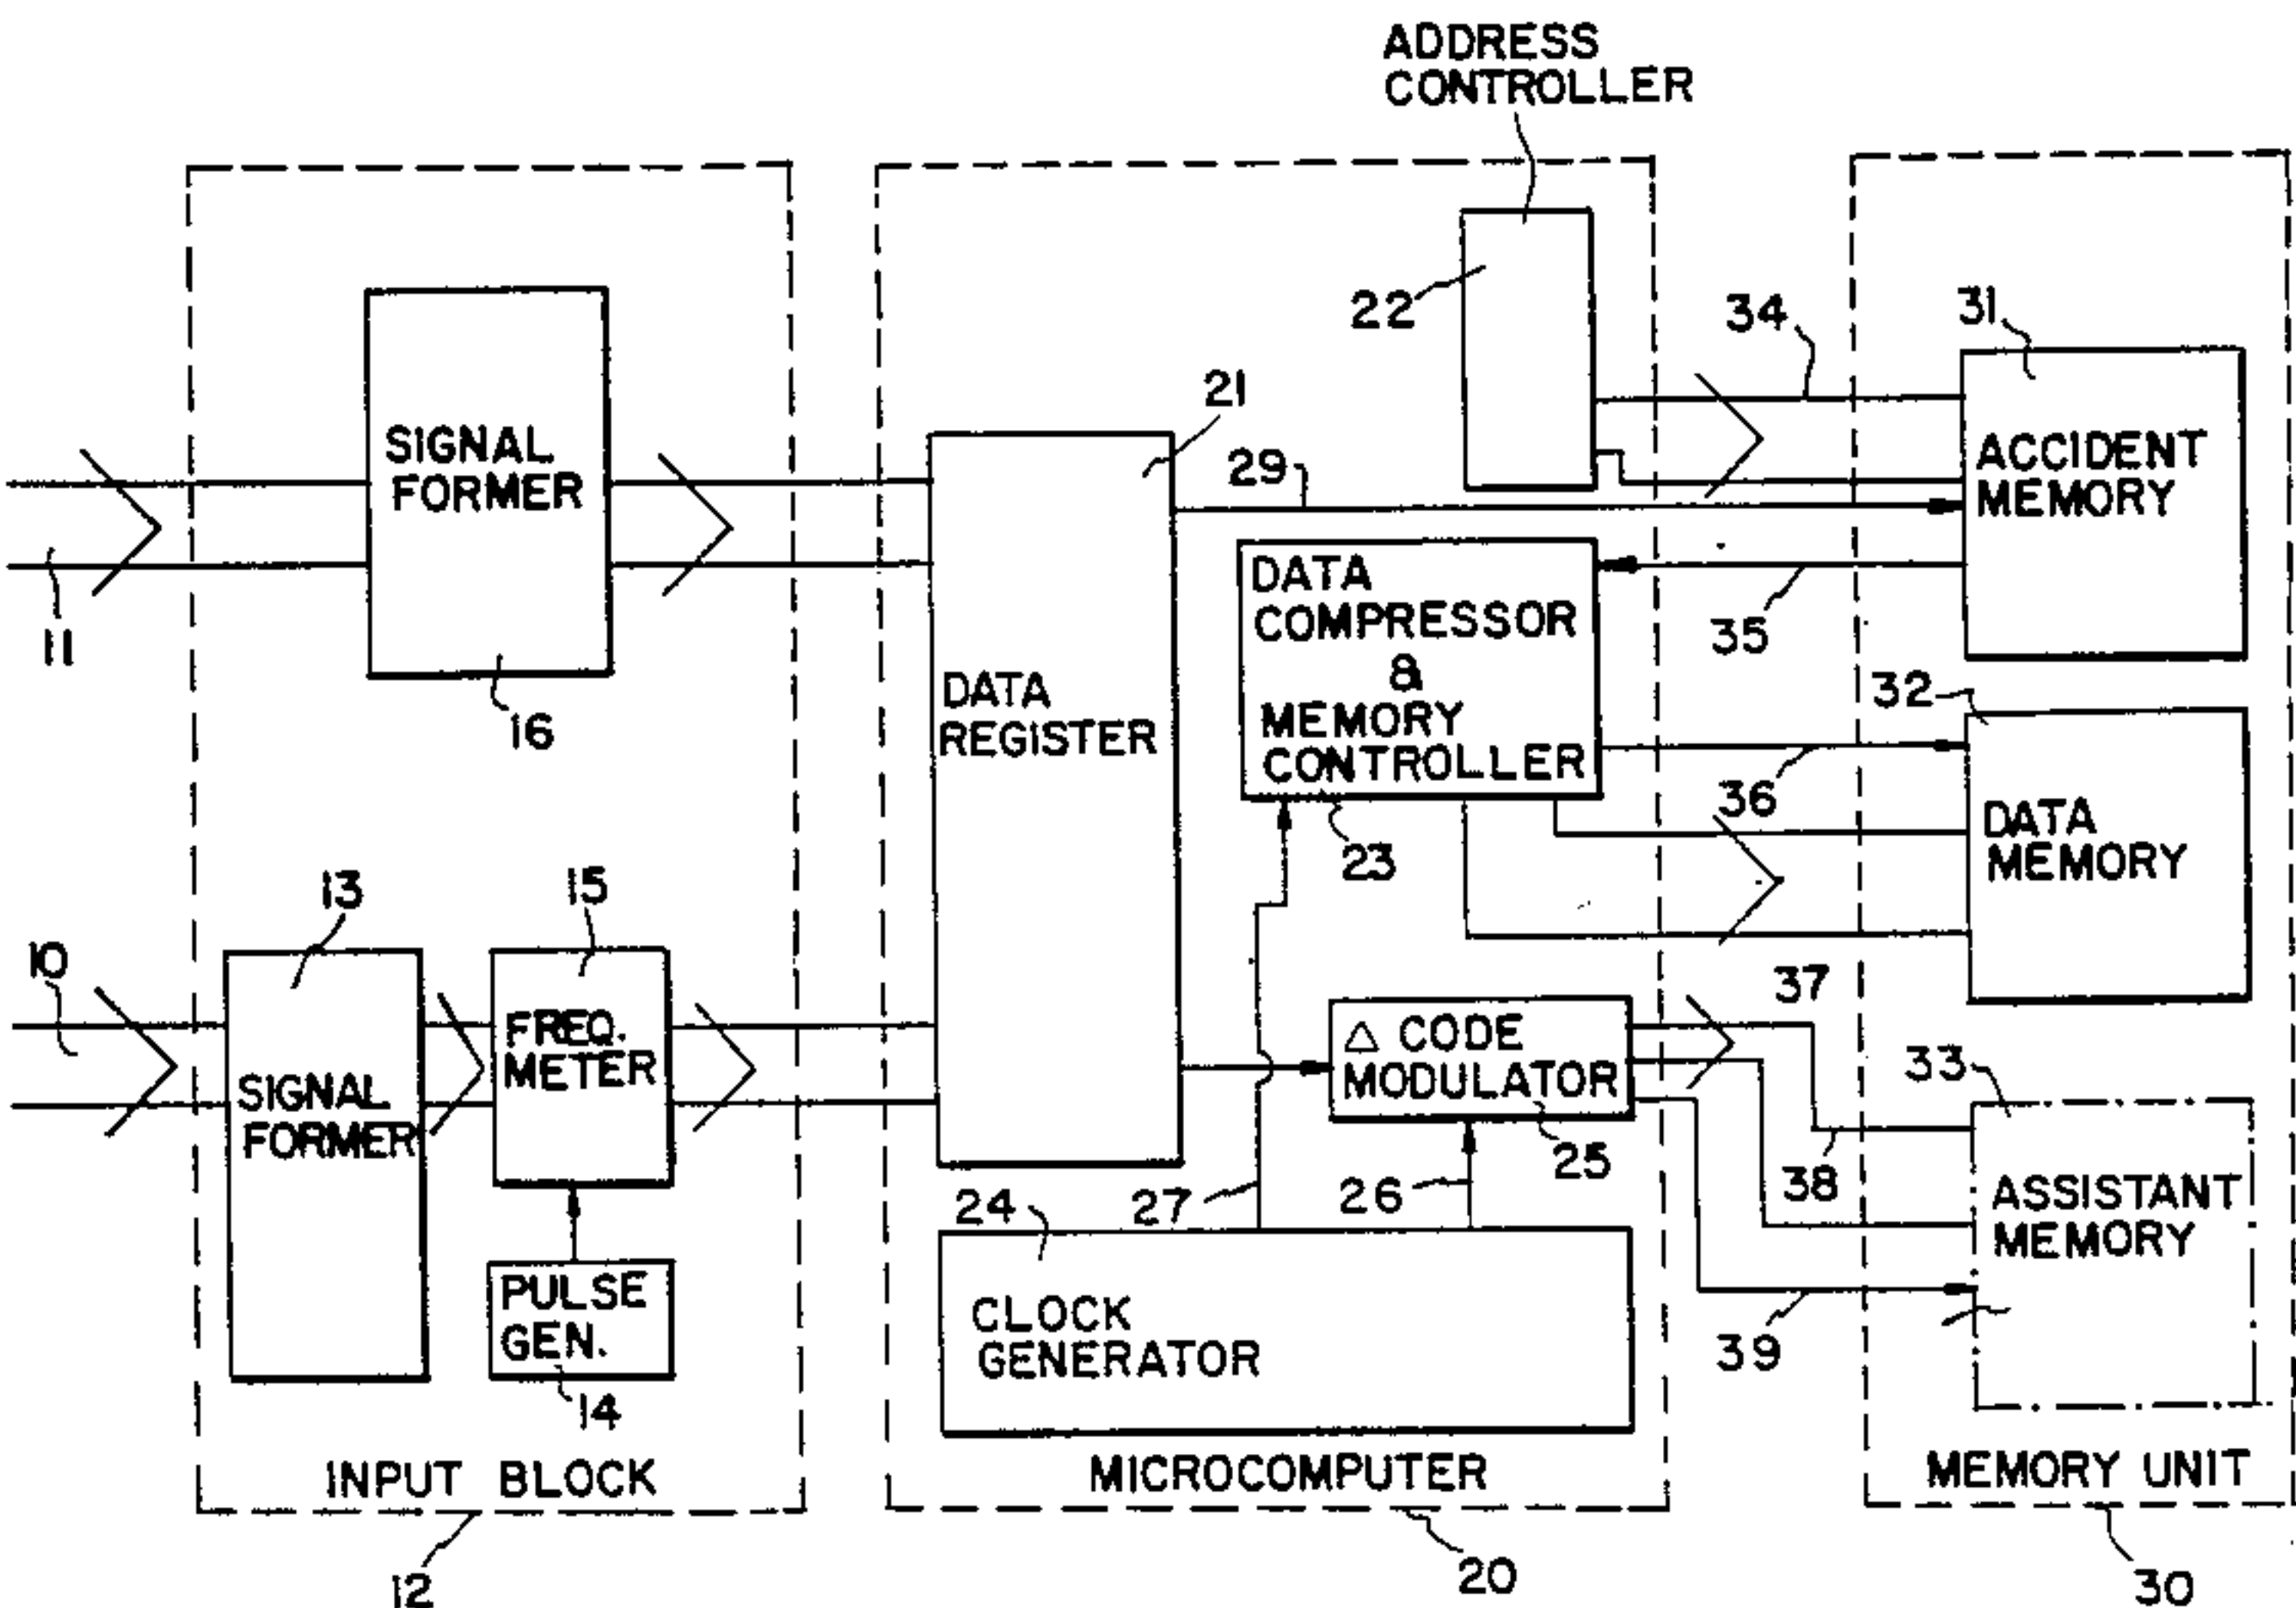 ADDRESS
CONTROLLER
22
34
31
21
29
SIGNAL
FORMER
16
11
ACCIDENT
MEMORY
DATA
REGISTER
DATA
COMPRESSOR
&
MEMORY
CONTROLLER
35
32
36
23
DATA
MEMORY
13
15
10
SIGNAL
FORMER
FREQ.
METER
△ CODE
MODULATOR
25
37
38
33
ASSISTANT
MEMORY
PULSE
GEN.
14
24
27
26
39
CLOCK
GENERATOR
INPUT BLOCK
MICROCOMPUTER
MEMORY UNIT
12
20
30